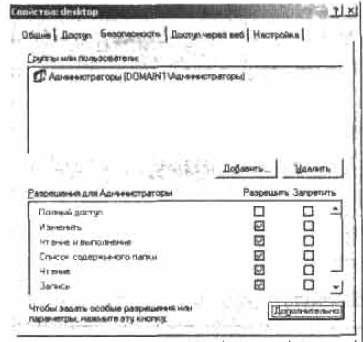 Свойства: desktop
Общие Доступ Безопасность Доступ через веб Настройка
Группы или пользователи:
Администраторы (DOMAIN1\Администраторы)
Добавить... Удалить
Разрешения для Администраторы Разрешить Запретить
Полный доступ
Изменить
Чтение и выполнение
Список содержимого папки
Чтение
Запись
Чтобы задать особые разрешения или
параметры, нажмите эту кнопку.
Дополнительно